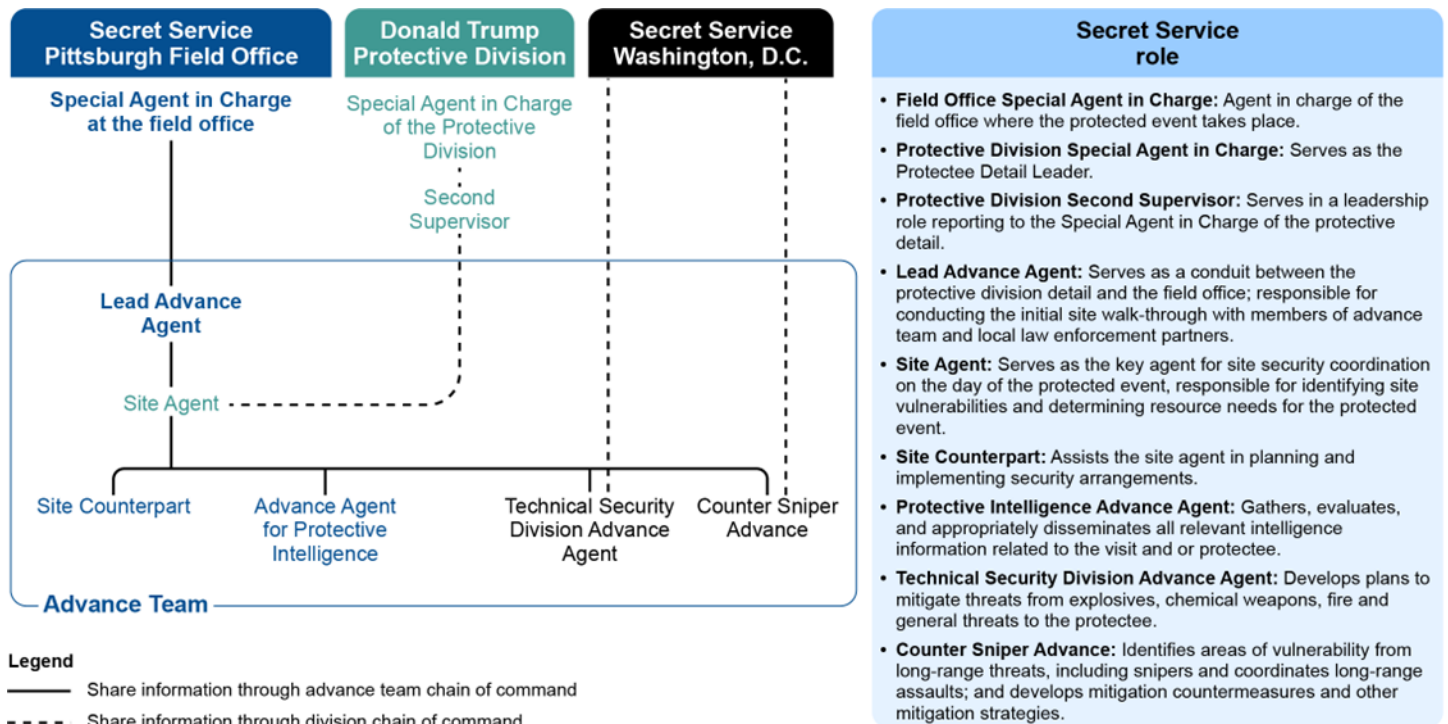 Secret Service
Pittsburgh Field Office
Donald Trump
Protective Division
Secret Service
Washington, D.C.
Special Agent in Charge
at the field office
Special Agent in Charge
of the Protective
Division
Second
Supervisor
Lead Advance
Agent
Site Agent
Site Counterpart
Advance Agent
for Protective
Intelligence
Technical Security
Division Advance
Agent
Counter Sniper
Advance
Advance Team
Legend
Share information through advance team chain of command
Share information through division chain of command
Secret Service
role
• Field Office Special Agent in Charge: Agent in charge of the
field office where the protected event takes place.
• Protective Division Special Agent in Charge: Serves as the
Protectee Detail Leader.
• Protective Division Second Supervisor: Serves in a leadership
role reporting to the Special Agent in Charge of the protective
detail.
• Lead Advance Agent: Serves as a conduit between the
protective division detail and the field office; responsible for
conducting the initial site walk-through with members of advance
team and local law enforcement partners.
• Site Agent: Serves as the key agent for site security coordination
on the day of the protected event, responsible for identifying site
vulnerabilities and determining resource needs for the protected
event.
• Site Counterpart: Assists the site agent in planning and
implementing security arrangements.
• Protective Intelligence Advance Agent: Gathers, evaluates,
and appropriately disseminates all relevant intelligence
information related to the visit and or protectee.
• Technical Security Division Advance Agent: Develops plans to
mitigate threats from explosives, chemical weapons, fire and
general threats to the protectee.
• Counter Sniper Advance: Identifies areas of vulnerability from
long-range threats, including snipers and coordinates long-range
assaults; and develops mitigation countermeasures and other
mitigation strategies.